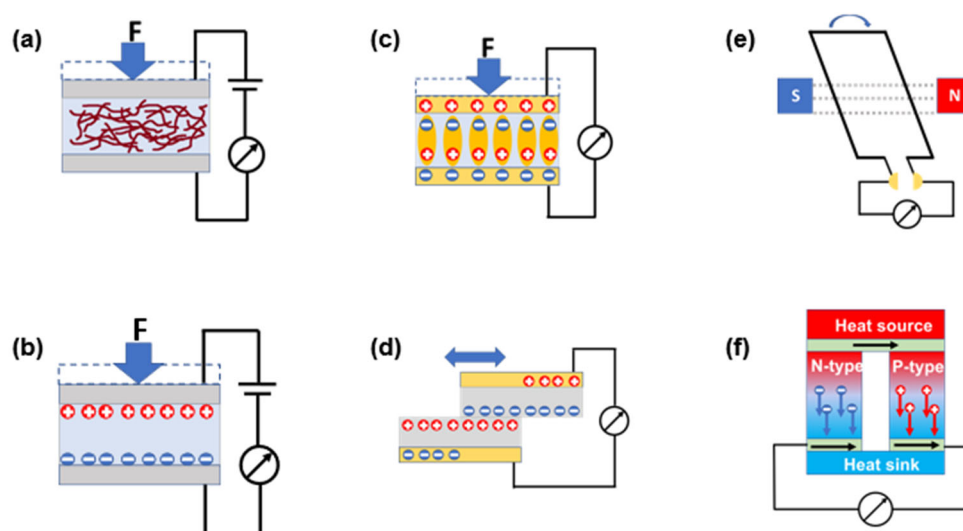 (a)
F
(c)
F
(e)
S
N
(b)
F
(d)
(f)
Heat source
N-type
P-type
Heat sink